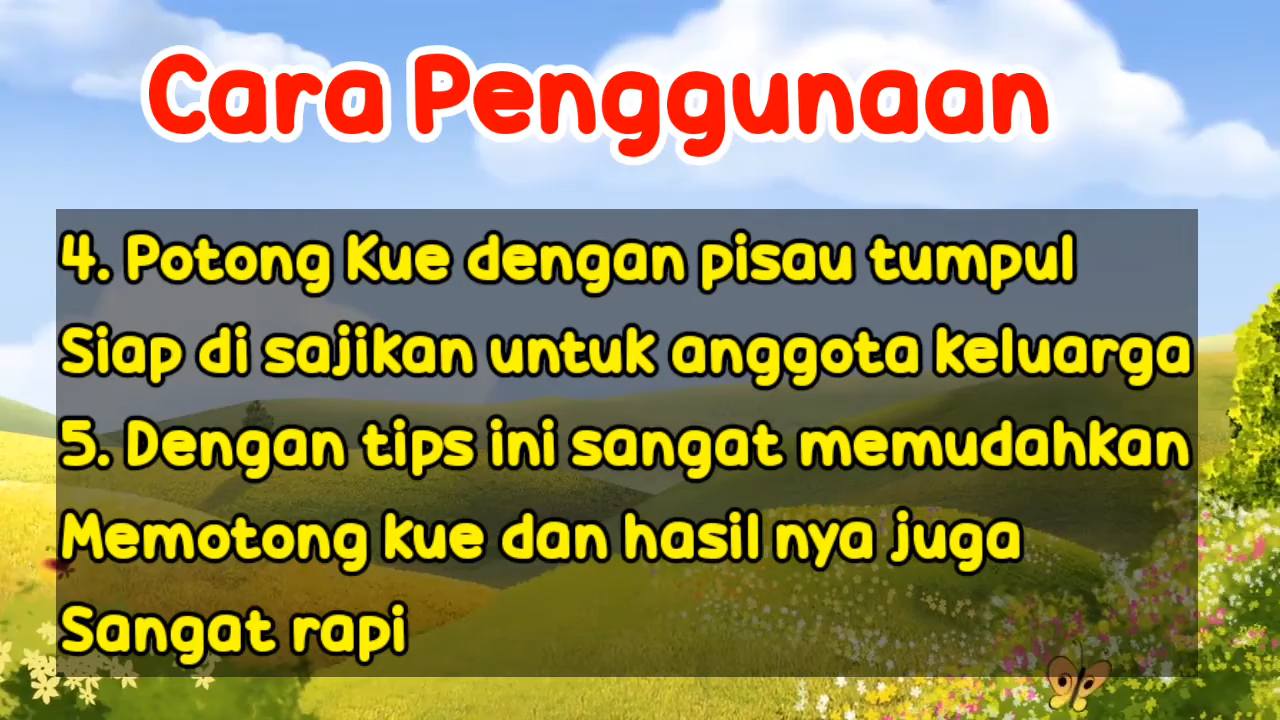 Cara Penggunaan
4. Potong Kue dengan pisau tumpul
Siap di sajikan untuk anggota keluarga
5. Dengan tips ini sangat memudahkan
Memotong kue dan hasil nya juga
Sangat rapi